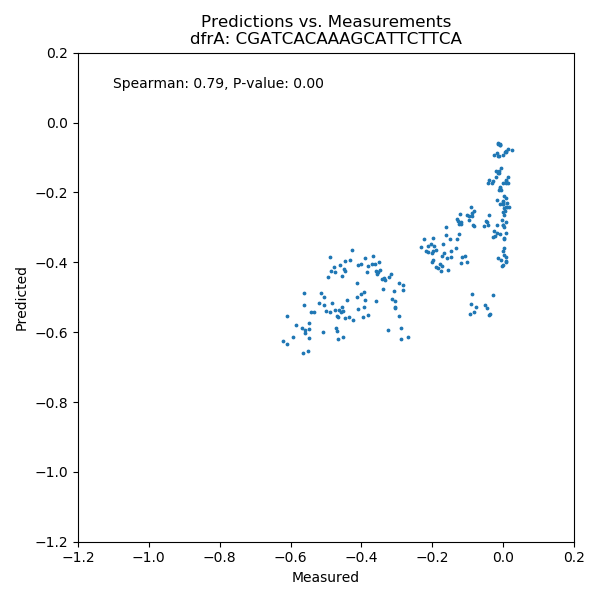 Predictions vs. Measurements
dfrA: CGATCACAAAGCATTCTTCA
Spearman: 0.79, P-value: 0.00
0.2
0.0
−0.2
−0.4
−0.6
−0.8
−1.0
−1.2
Predicted
−1.2 −1.0 −0.8 −0.6 −0.4 −0.2 0.0 0.2
Measured